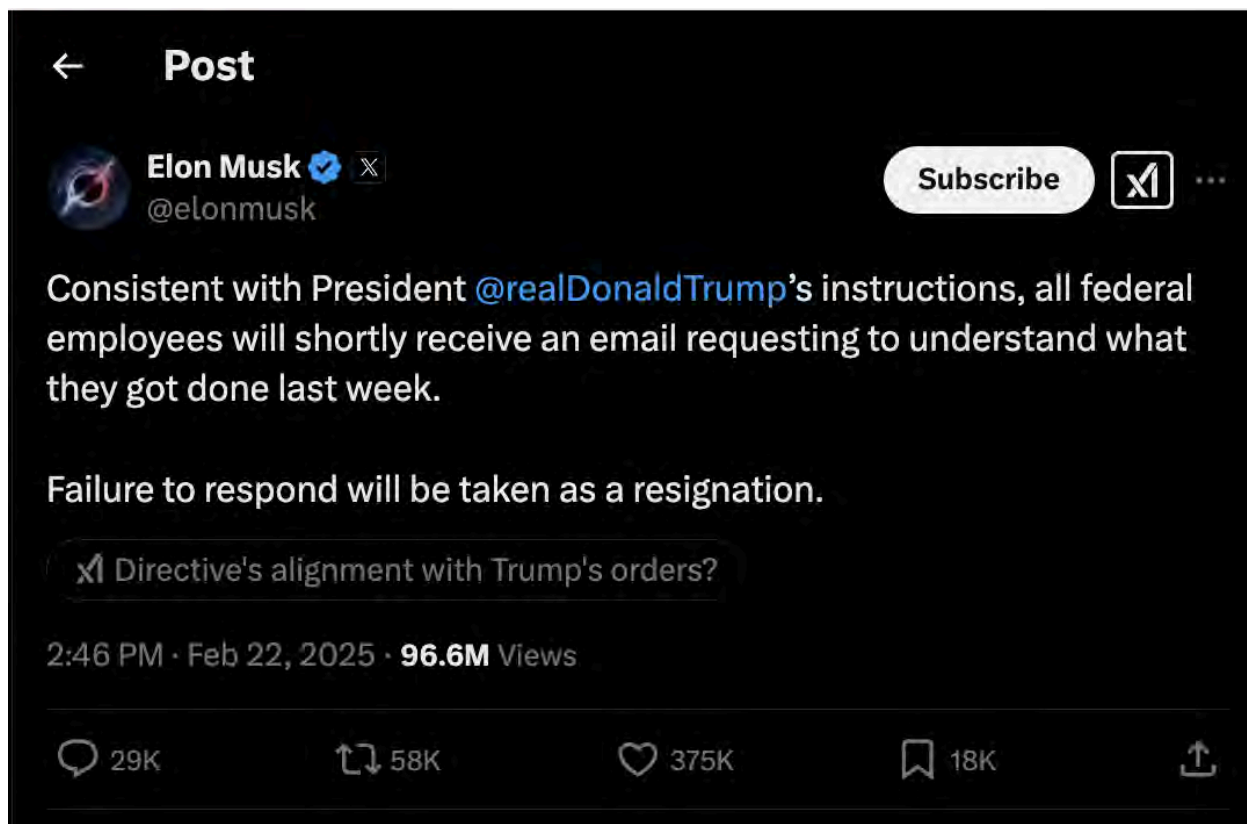 Post
Elon Musk
@elonmusk
Subscribe
Consistent with President @realDonaldTrump’s instructions, all federal
employees will shortly receive an email requesting to understand what
they got done last week.
Failure to respond will be taken as a resignation.
Directive's alignment with Trump's orders?
2:46 PM · Feb 22, 2025 · 96.6M Views
29K 58K 375K 18K